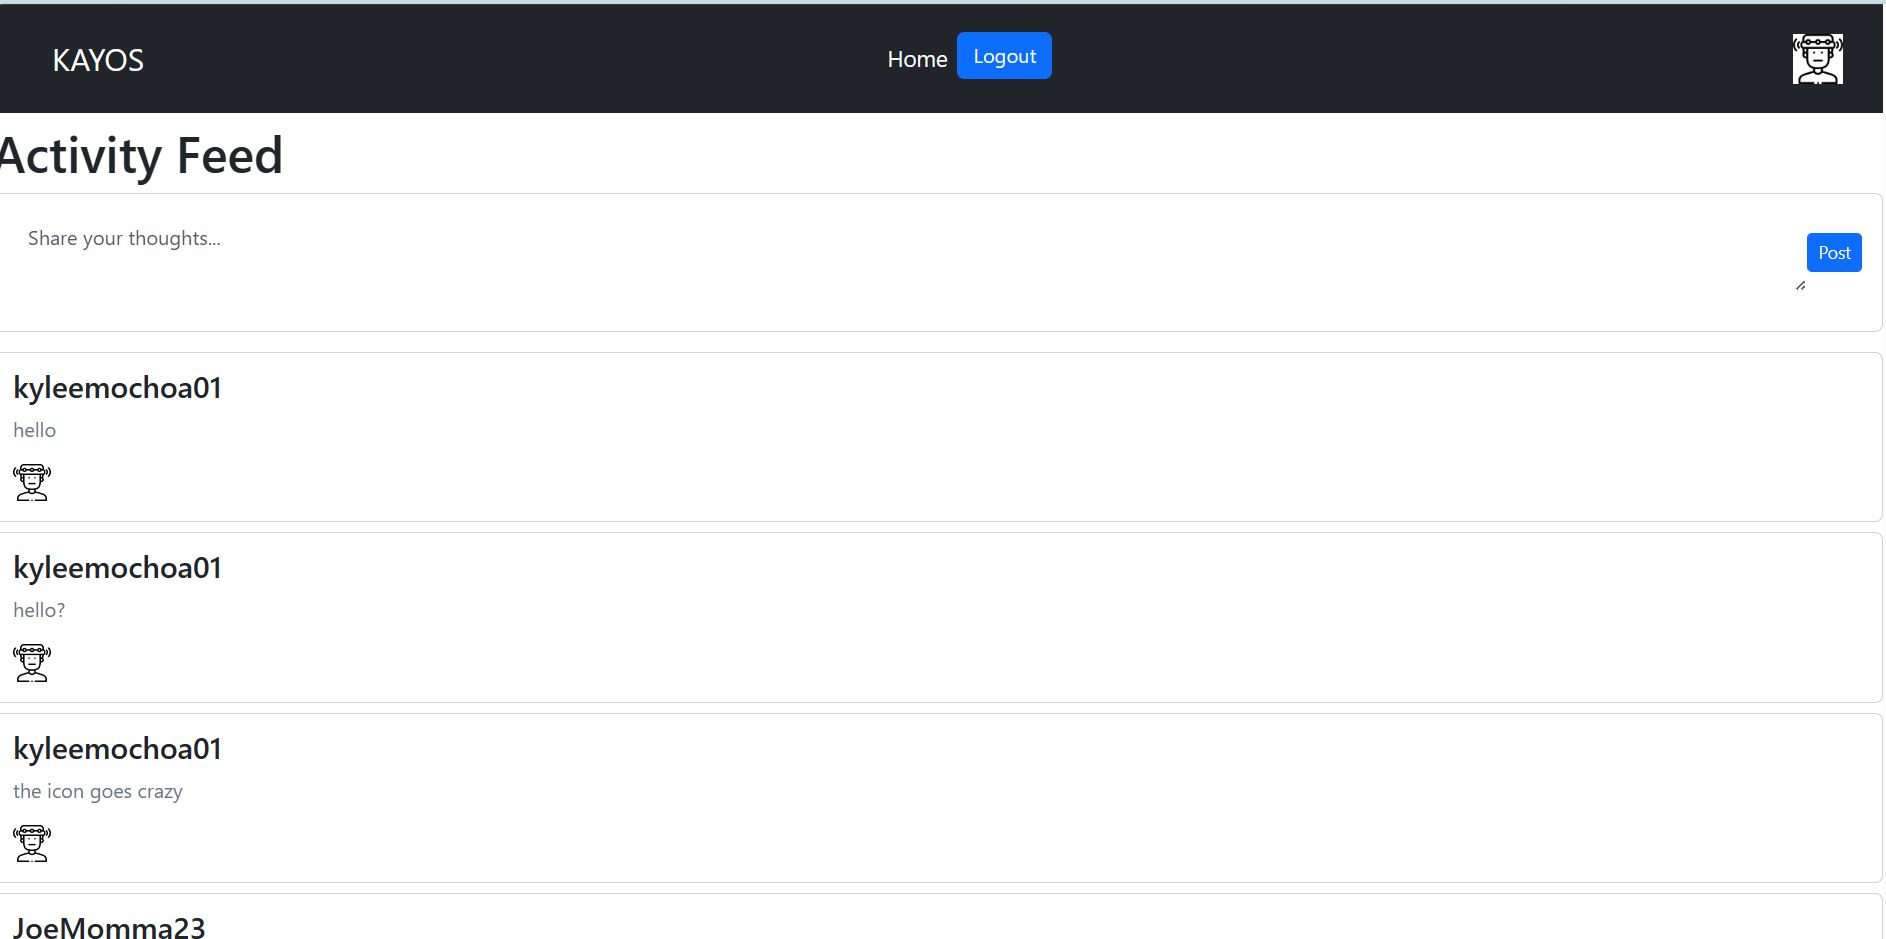 KAYOS
Home Logout
Activity Feed
Share your thoughts...
Post
kyleemochoa01
hello
kyleemochoa01
hello?
kyleemochoa01
the icon goes crazy
JoeMomma23